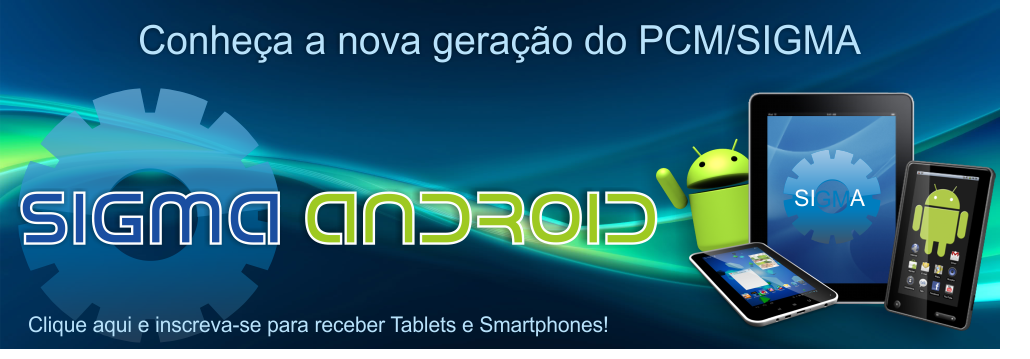 Conheça a nova geração do PCM/SIGMA
SIGMA ANDROID
SIGMA
Clique aqui e inscreva-se para receber Tablets e Smartphones!